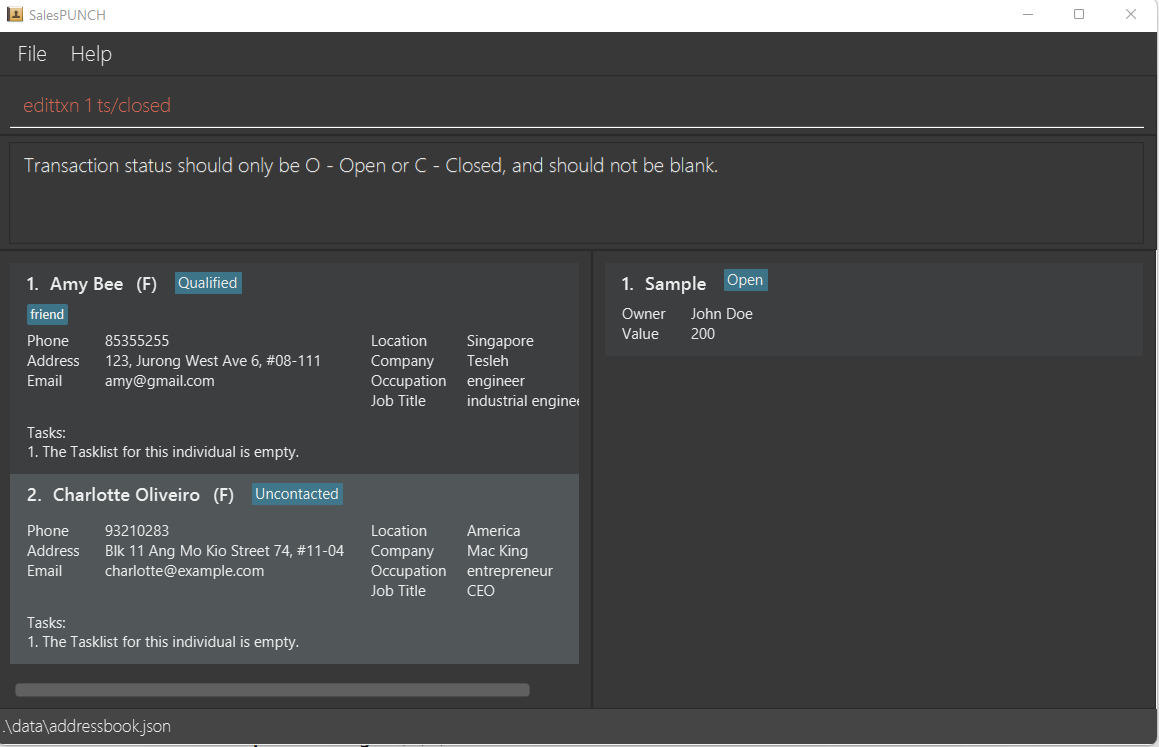 SalesPUNCH
File Help
edittxn 1 ts/closed
Transaction status should only be O - Open or C - Closed, and should not be blank.
1. Amy Bee (F) Qualified
friend
Phone 85355255
Address 123, Jurong West Ave 6, #08-111
Email amy@gmail.com
Location Singapore
Company Tesleh
Occupation engineer
Job Title industrial enginee
Tasks:
1. The Tasklist for this individual is empty.
2. Charlotte Oliveiro (F) Uncontacted
Phone 93210283
Address Blk 11 Ang Mo Kio Street 74, #11-04
Email charlotte@example.com
Location America
Company Mac King
Occupation entrepreneur
Job Title CEO
Tasks:
1. The Tasklist for this individual is empty.
1. Sample Open
Owner John Doe
Value 200
.\data\addressbook.json